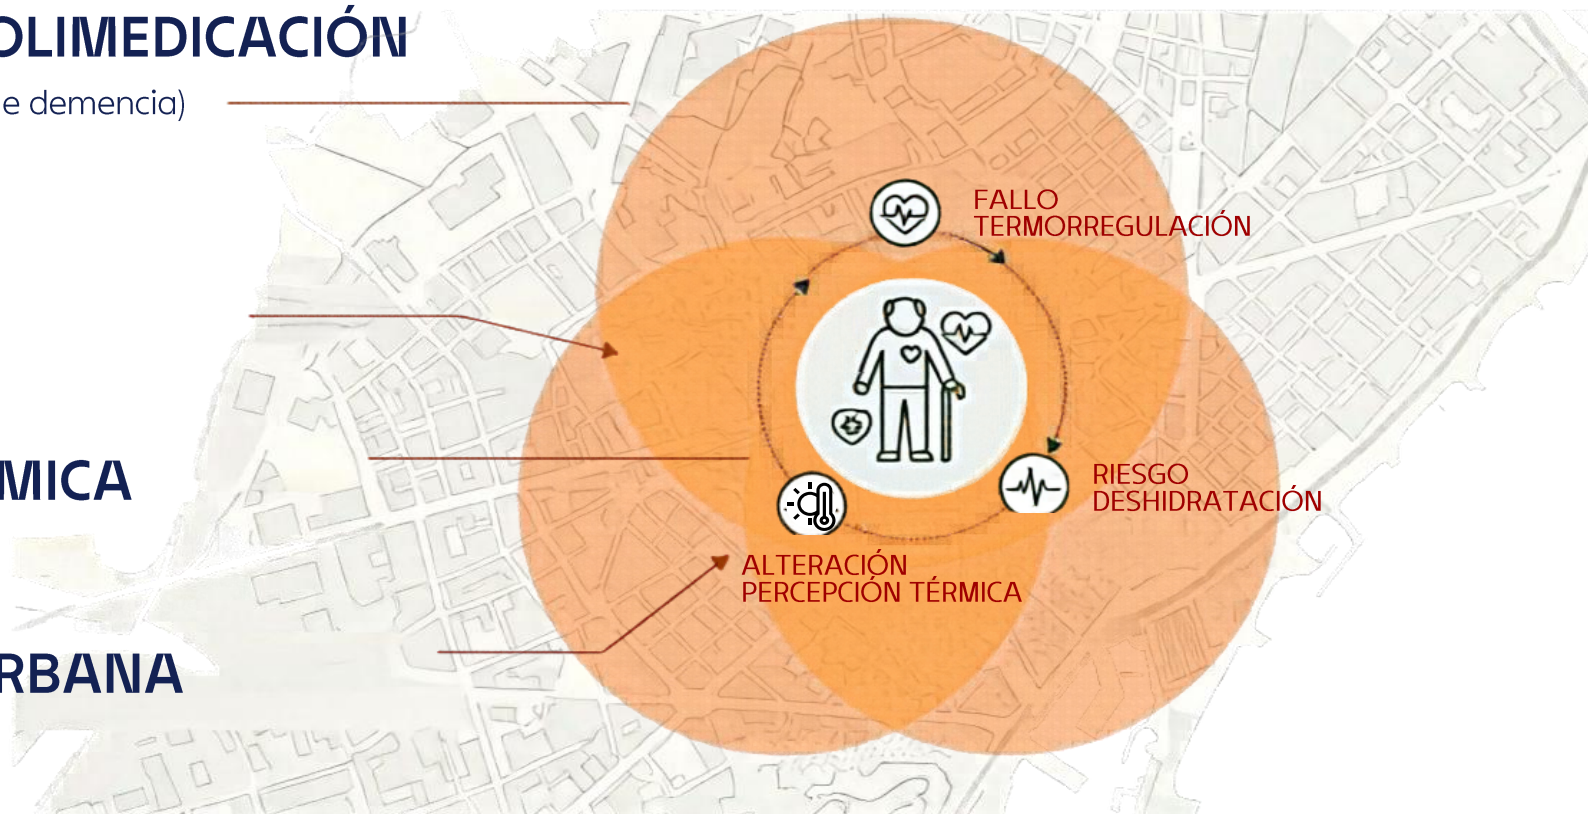 OLIMEDICACIÓN
e demencia)
FALLO
TERMORREGULACIÓN
MICA
RIESGO
DESHIDRATACIÓN
ALTERACIÓN
PERCEPCIÓN TÉRMICA
RBANA